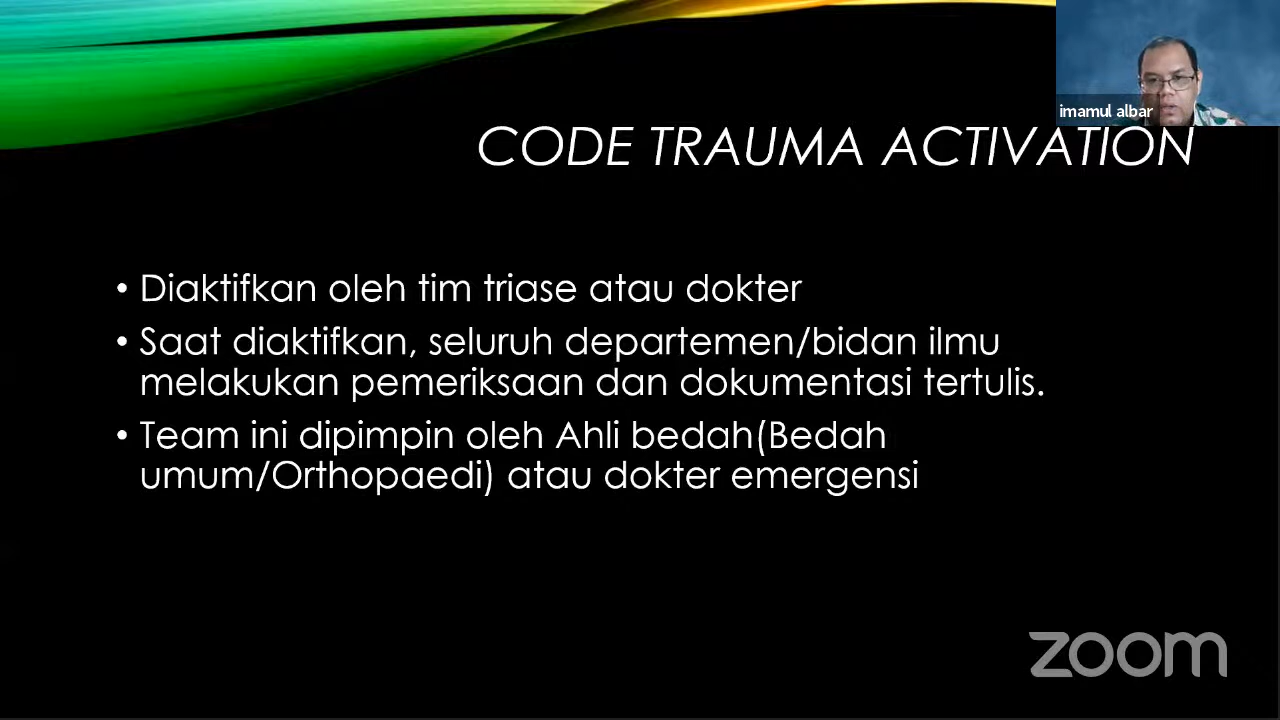 imamul albar
CODE TRAUMA ACTIVATION
• Diaktifkan oleh tim triase atau dokter
• Saat diaktifkan, seluruh departemen/bidan ilmu
melakukan pemeriksaan dan dokumentasi tertulis.
• Team ini dipimpin oleh Ahli bedah(Bedah
umum/Orthopaedi) atau dokter emergensi
zoom